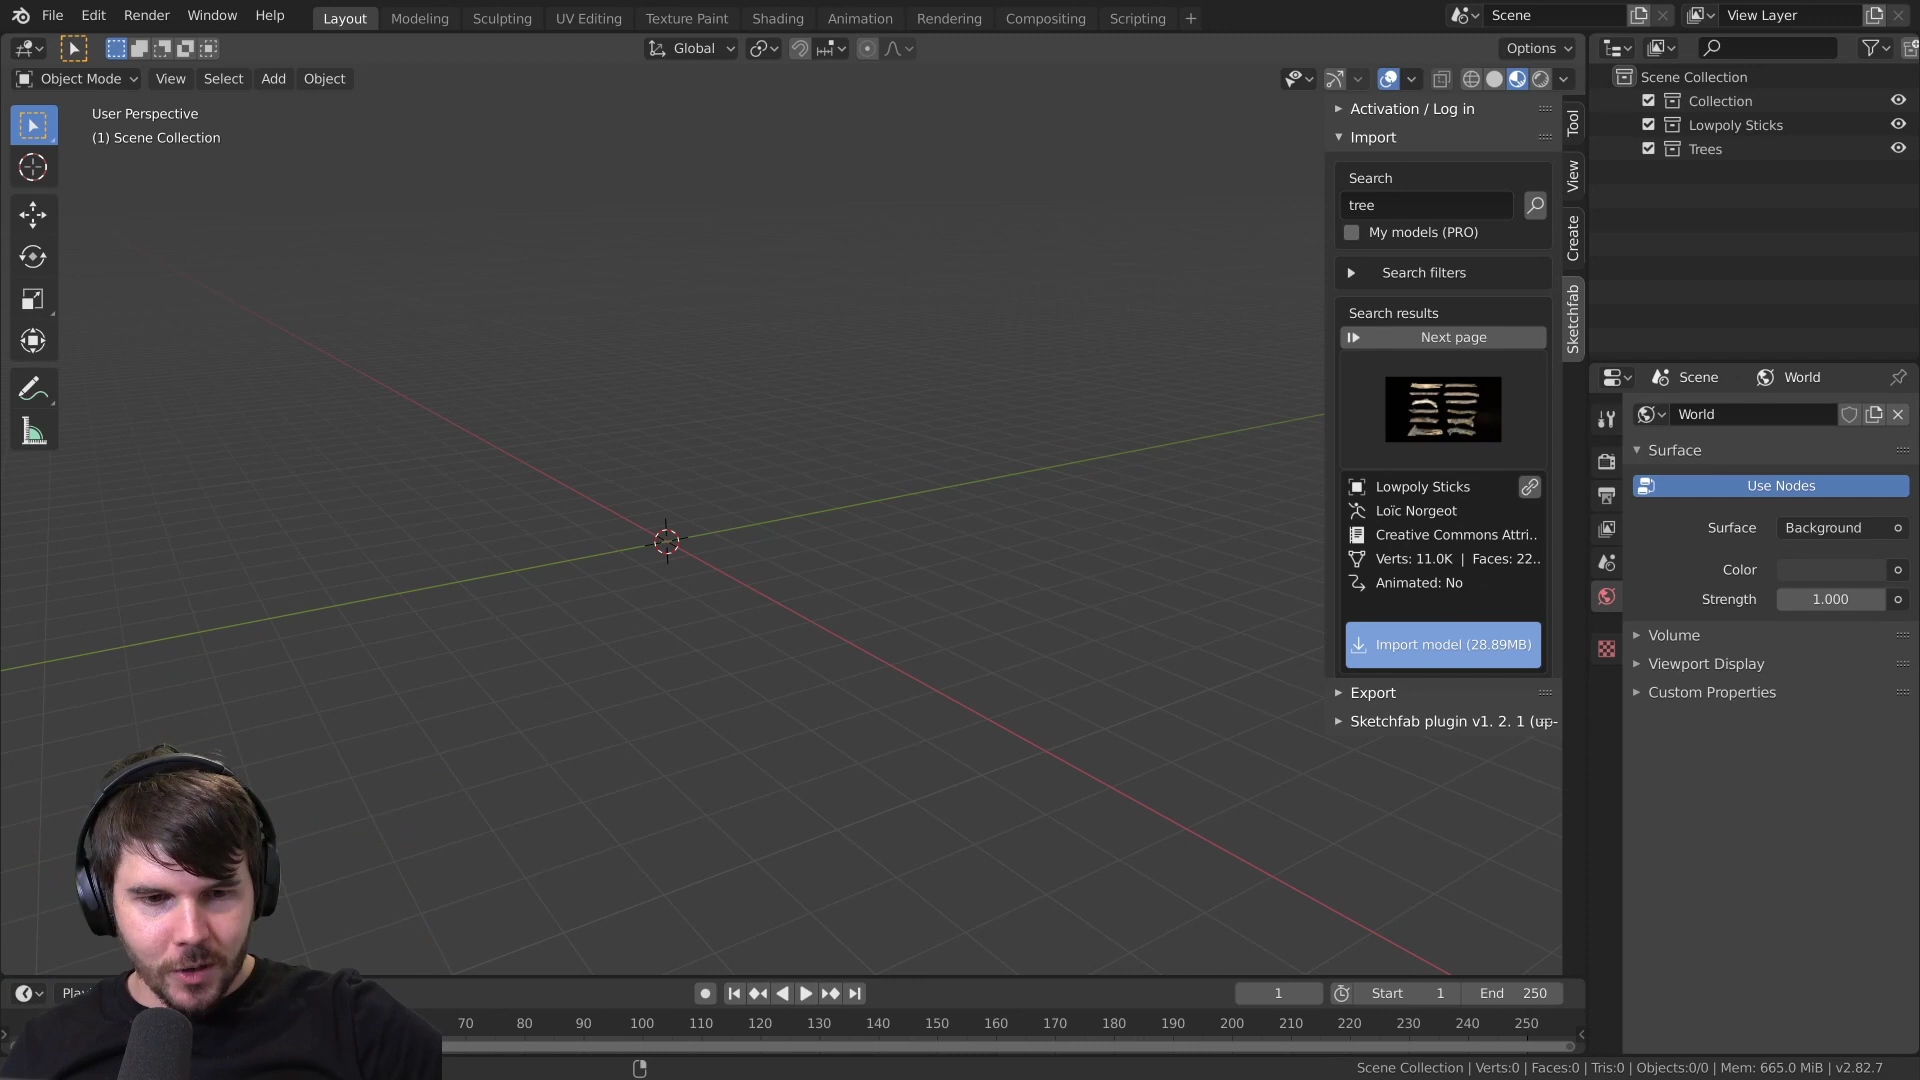 File Edit Render Window Help Layout Modeling Sculpting UV Editing Texture Paint Shading Animation Rendering Compositing Scripting + Scene View Layer
Global Options
Object Mode View Select Add Object
User Perspective
(1) Scene Collection
Activation / Log in
Import
Search
tree
My models (PRO)
Search filters
Search results
Next page
Lowpoly Sticks
Loïc Norgeot
Creative Commons Attri..
Verts: 11.0K | Faces: 22..
Animated: No
Import model (28.89MB)
Export
Sketchfab plugin v1. 2. 1 (up-
Tool
View
Create
Sketchfab
Scene Collection
Collection
Lowpoly Sticks
Trees
Scene World
World
Surface
Use Nodes
Surface Background
Color
Strength 1.000
Volume
Viewport Display
Custom Properties
1 Start 1 End 250
70 80 90 100 110 120 130 140 150 160 170 180 190 200 210 220 230 240 250
Scene Collection | Verts:0 | Faces:0 | Tris:0 | Objects:0/0 | Mem: 665.0 MiB | v2.82.7